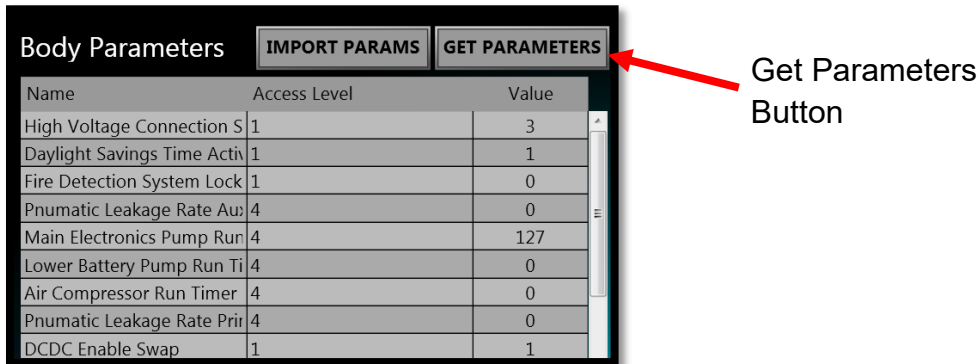 Body Parameters IMPORT PARAMS GET PARAMETERS
Name Access Level Value
High Voltage Connection S 1 3
Daylight Savings Time Activ 1 1
Fire Detection System Lock 1 0
Pnumatic Leakage Rate Aux 4 0
Main Electronics Pump Run 4 127
Lower Battery Pump Run Ti 4 0
Air Compressor Run Timer 4 0
Pnumatic Leakage Rate Prir 4 0
DCDC Enable Swap 1 1
Get Parameters
Button